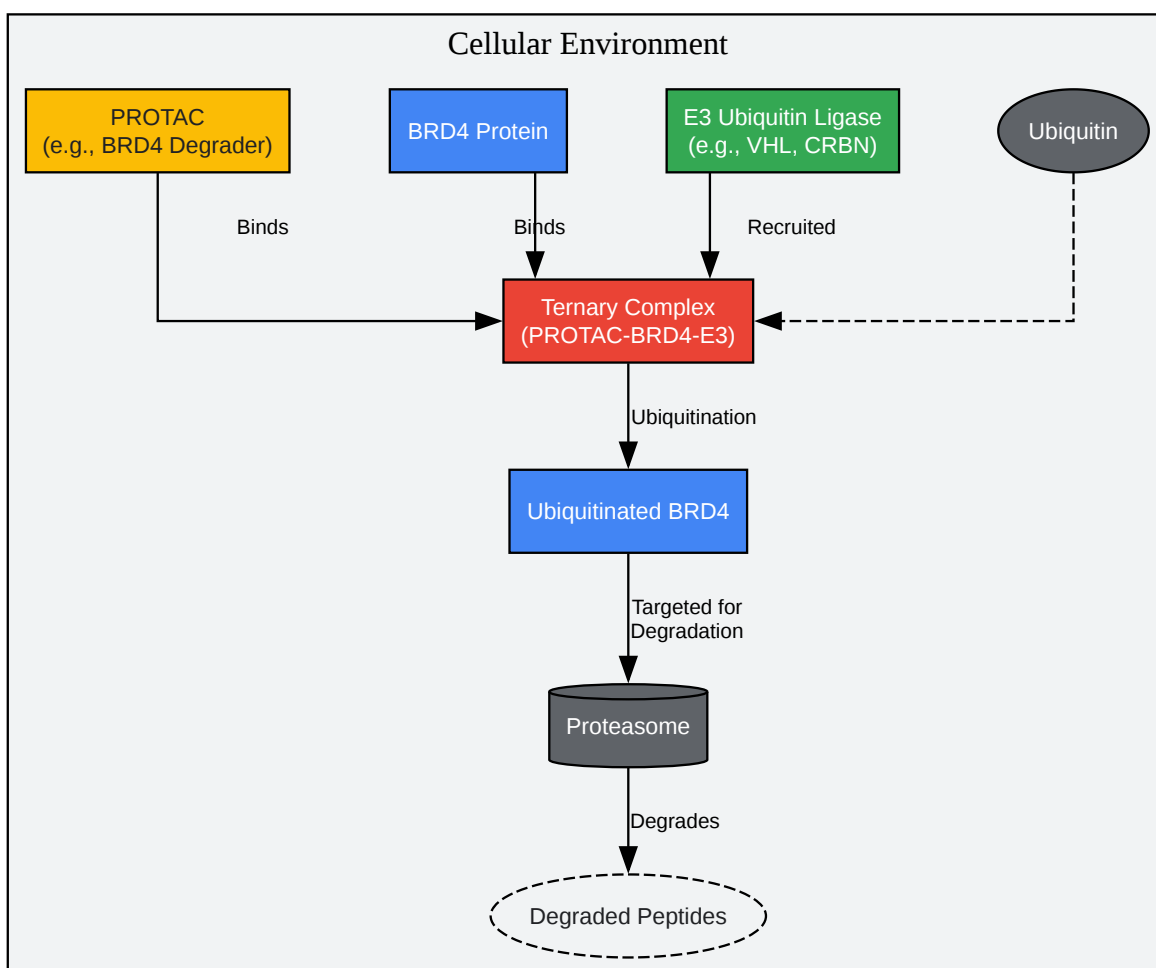 Cellular Environment
PROTAC
(e.g., BRD4 Degrader)
BRD4 Protein
E3 Ubiquitin Ligase
(e.g., VHL, CRBN)
Ubiquitin
Binds
Binds
Recruited
Ternary Complex
(PROTAC-BRD4-E3)
Ubiquitination
Ubiquitinated BRD4
Targeted for
Degradation
Proteasome
Degrades
Degraded Peptides